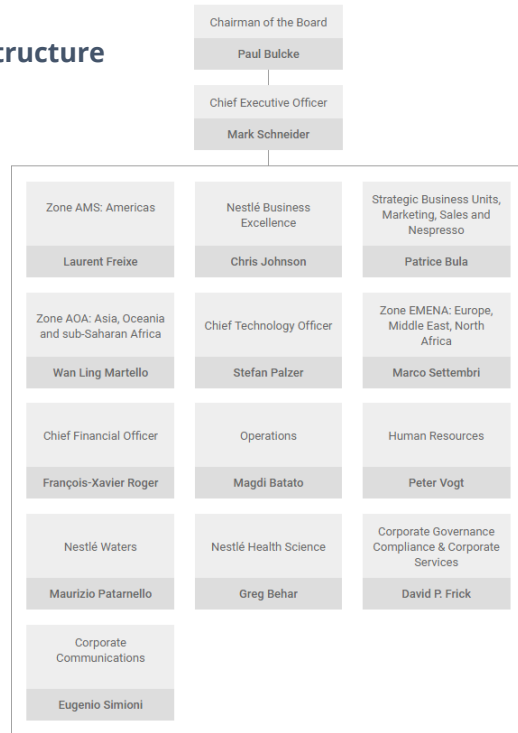 tructure
Chairman of the Board
Paul Bulcke
Chief Executive Officer
Mark Schneider
Zone AMS: Americas
Laurent Freixe
Nestlé Business
Excellence
Chris Johnson
Strategic Business Units,
Marketing, Sales and
Nespresso
Patrice Bula
Zone AOA: Asia, Oceania
and sub-Saharan Africa
Wan Ling Martello
Chief Technology Officer
Stefan Palzer
Zone EMENA: Europe,
Middle East, North
Africa
Marco Settembri
Chief Financial Officer
François-Xavier Roger
Operations
Magdi Batato
Human Resources
Peter Vogt
Nestlé Waters
Maurizio Patarnello
Nestlé Health Science
Greg Behar
Corporate Governance
Compliance & Corporate
Services
David P. Frick
Corporate
Communications
Eugenio Simioni